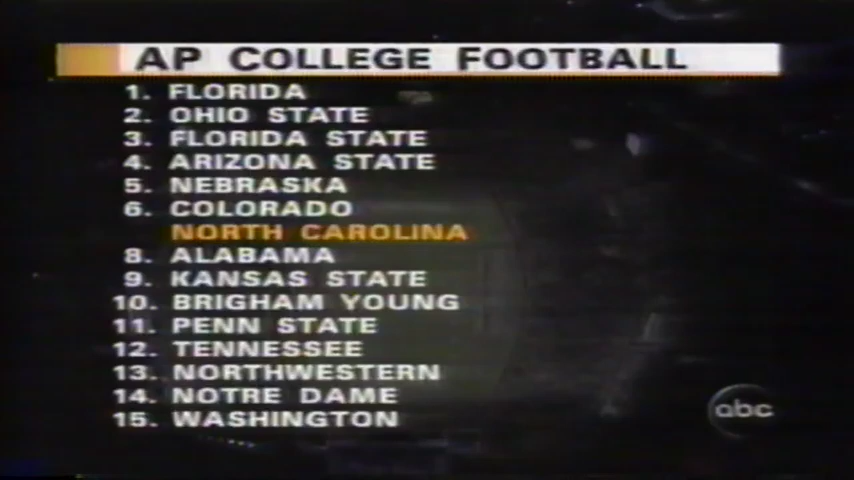 AP COLLEGE FOOTBALL
1. FLORIDA
2. OHIO STATE
3. FLORIDA STATE
4. ARIZONA STATE
5. NEBRASKA
6. COLORADO
NORTH CAROLINA
8. ALABAMA
9. KANSAS STATE
10. BRIGHAM YOUNG
11. PENN STATE
12. TENNESSEE
13. NORTHWESTERN
14. NOTRE DAME
15. WASHINGTON
abc